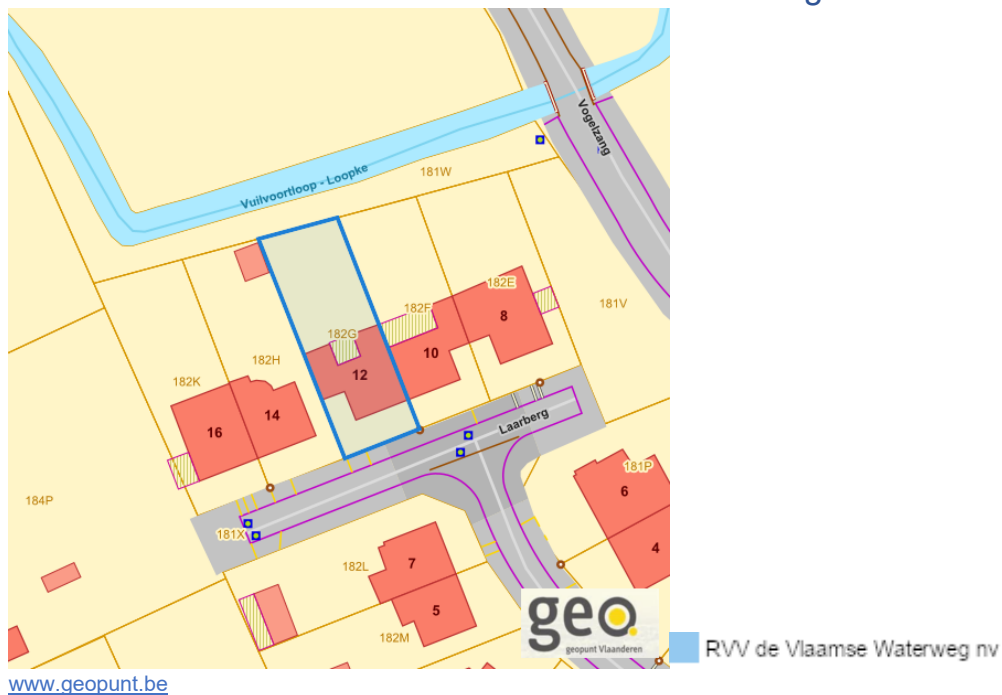 g
Vogelzang
Vuilvoortloop - Loopke
181W
182E
181V
182F
8
182G
10
182H
12
182K
14
Laarberg
16
181P
6
184P
181X
4
7
182L
5
182M
geo.
geopunt Vlaanderen
RVV de Vlaamse Waterweg nv
www.geopunt.be